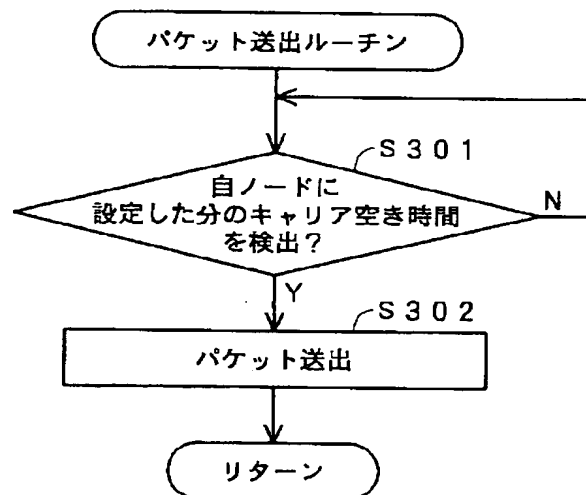 パケット送出ルーチン
S301
自ノードに
設定した分のキャリア空き時間
を検出?
N
Y
S302
パケット送出
リターン